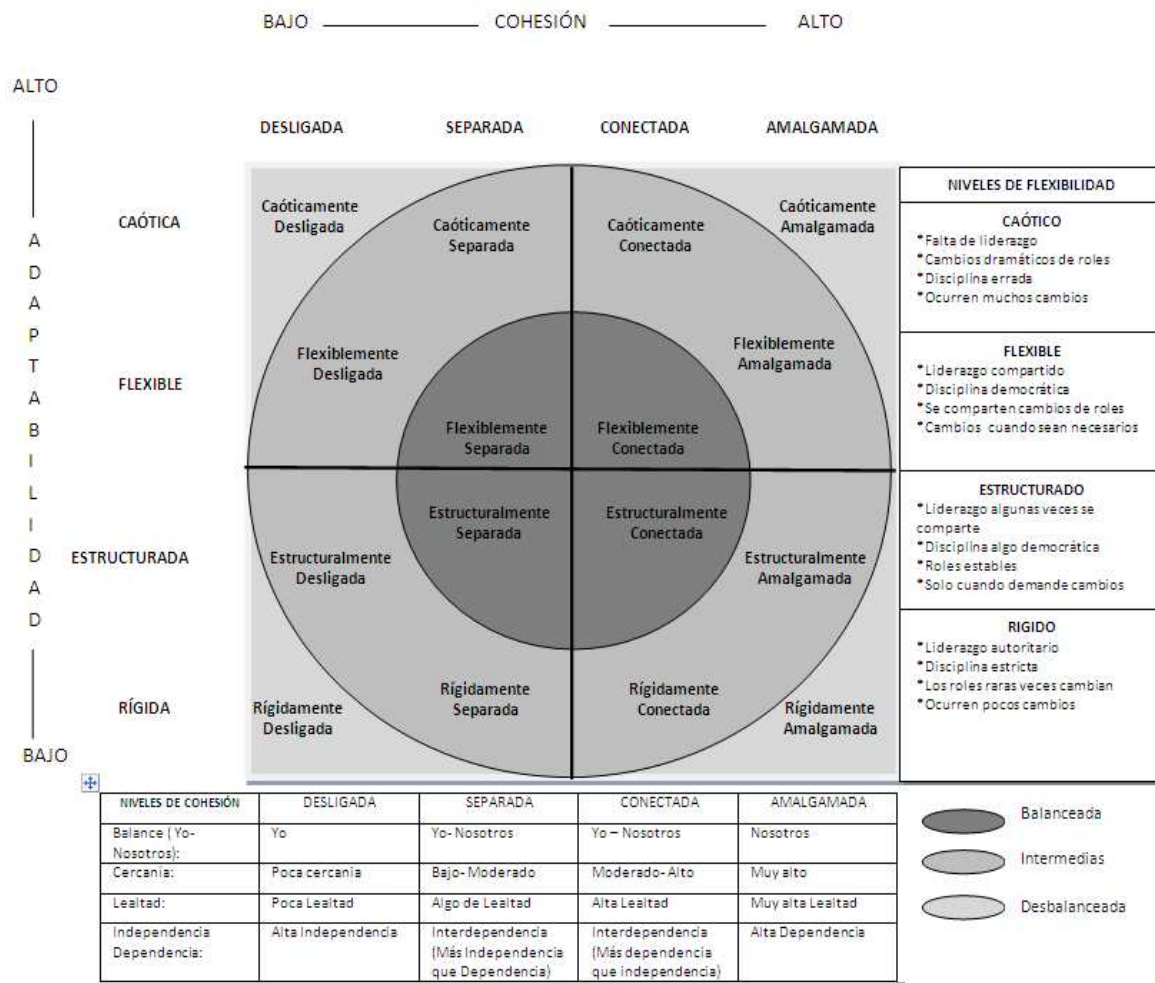 BAJO COHESIÓN ALTO
ALTO
DESLIGADA SEPARADA CONECTADA AMALGAMADA
ADAPTABILIDAD
CAÓTICA
Caóticamente
Desligada
Caóticamente
Separada
Caóticamente
Conectada
Caóticamente
Amalgamada
FLEXIBLE
Flexiblemente
Desligada
Flexiblemente
Separada
Flexiblemente
Conectada
Flexiblemente
Amalgamada
ESTRUCTURADA
Estructuralmente
Desligada
Estructuralmente
Separada
Estructuralmente
Conectada
Estructuralmente
Amalgamada
RÍGIDA
Rígidamente
Desligada
Rígidamente
Separada
Rígidamente
Conectada
Rígidamente
Amalgamada
BAJO
NIVELES DE FLEXIBILIDAD
CAÓTICO
*Falta de liderazgo
*Cambios dramáticos de roles
*Disciplina errada
*Ocurren muchos cambios
FLEXIBLE
*Liderazgo compartido
*Disciplina democrática
*Se comparten cambios de roles
*Cambios cuando sean necesarios
ESTRUCTURADO
*Liderazgo algunas veces se
comparte
*Disciplina algo democrática
*Roles estables
*Solo cuando demande cambios
RIGIDO
*Liderazgo autoritario
*Disciplina estricta
*Los roles raras veces cambian
*Ocurren pocos cambios
NIVELES DE COHESIÓN DESLIGADA SEPARADA CONECTADA AMALGAMADA
Balance ( Yo- Yo Yo- Nosotros Yo – Nosotros Nosotros
Nosotros):
Cercania: Poca cercania Bajo- Moderado Moderado- Alto Muy alto
Lealtad: Poca Lealtad Algo de Lealtad Alta Lealtad Muy alta Lealtad
Independencia Alta Independencia Interdependencia Interdependencia Alta Dependencia
Dependencia: (Más Independencia (Más dependencia
que Dependencia) que independencia)
Balanceada
Intermedias
Desbalanceada